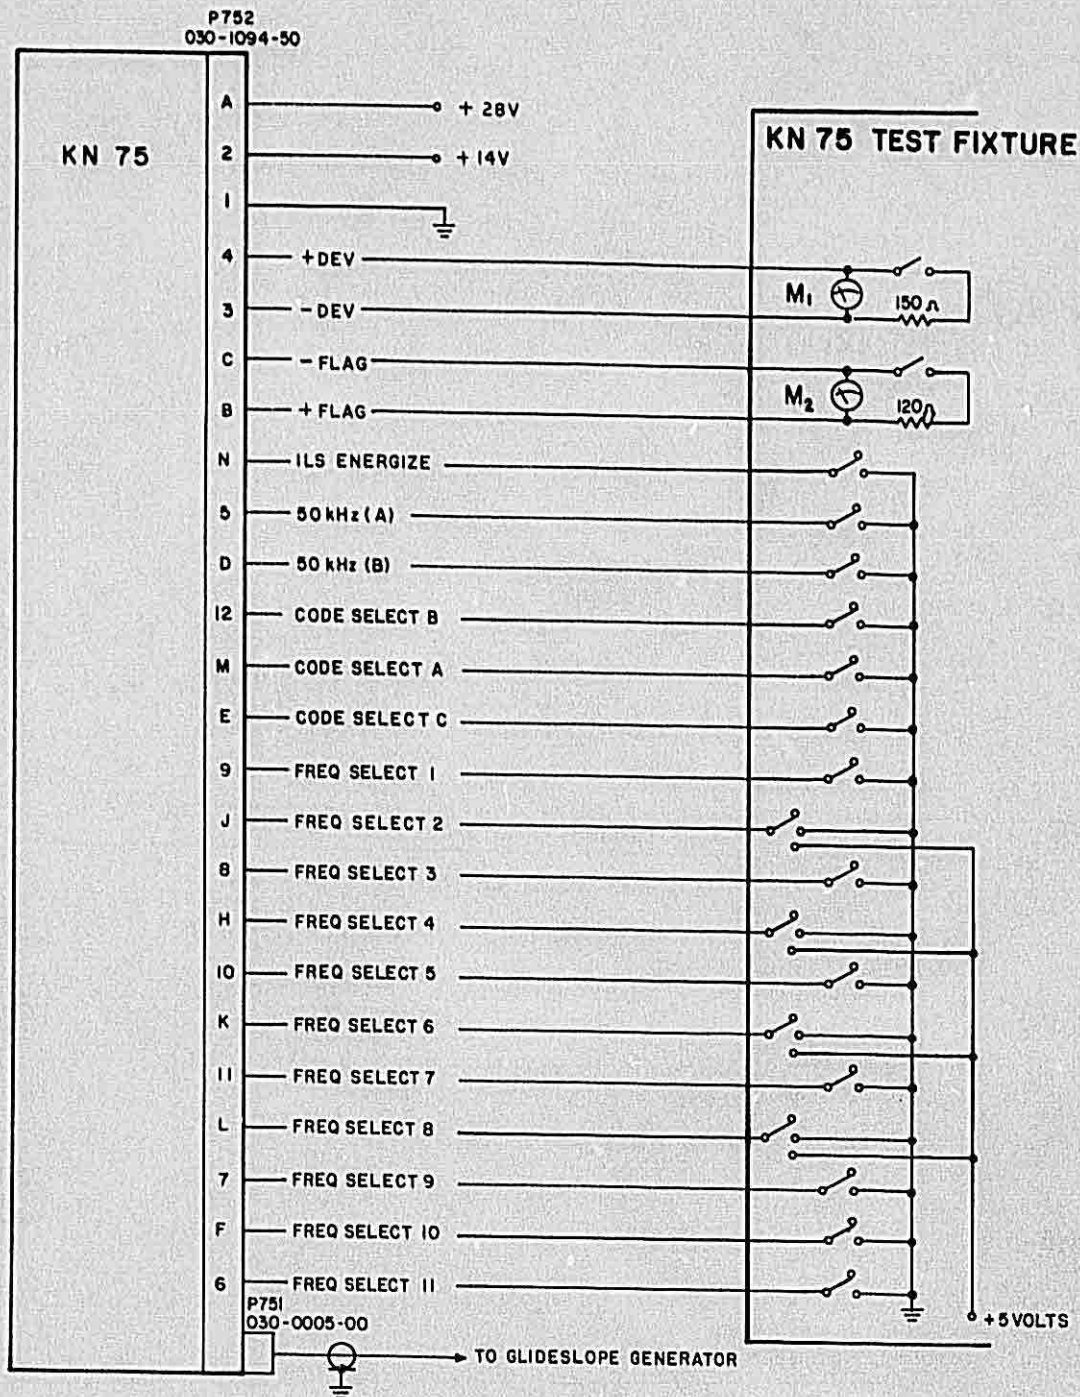 P752
030-1094-50
KN 75
KN 75 TEST FIXTURE
A + 28V
2 + 14V
1
4 + DEV
3 - DEV
M1 150 Ω
C - FLAG
B + FLAG
M2 120 Ω
N ILS ENERGIZE
5 50 kHz (A)
D 50 kHz (B)
12 CODE SELECT B
M CODE SELECT A
E CODE SELECT C
9 FREQ SELECT 1
J FREQ SELECT 2
8 FREQ SELECT 3
H FREQ SELECT 4
10 FREQ SELECT 5
K FREQ SELECT 6
11 FREQ SELECT 7
L FREQ SELECT 8
7 FREQ SELECT 9
F FREQ SELECT 10
6 FREQ SELECT 11
P751
030-0005-00
+ 5 VOLTS
TO GLIDESLOPE GENERATOR